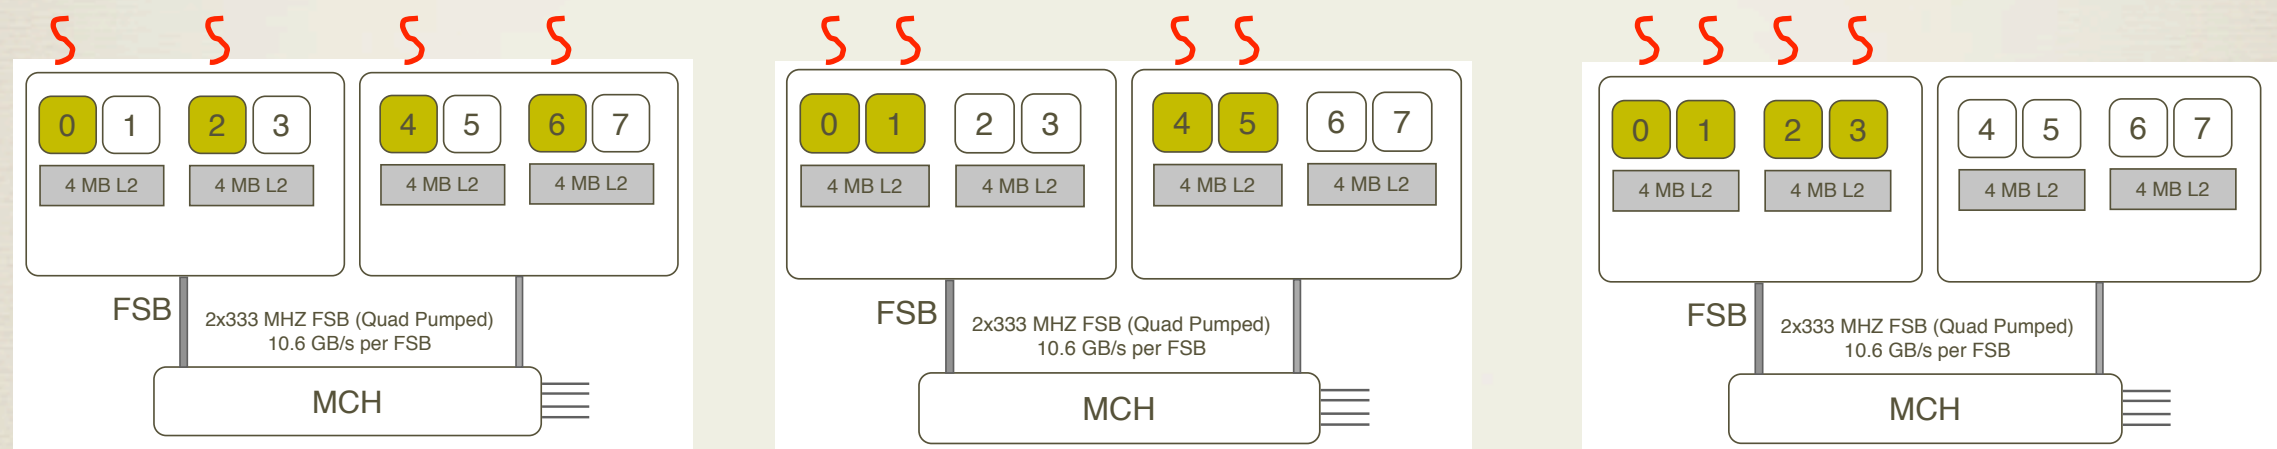 0 1 2 3 4 5 6 7
4 MB L2 4 MB L2 4 MB L2 4 MB L2
FSB
2x333 MHZ FSB (Quad Pumped)
10.6 GB/s per FSB
MCH
0 1 2 3 4 5 6 7
4 MB L2 4 MB L2 4 MB L2 4 MB L2
FSB
2x333 MHZ FSB (Quad Pumped)
10.6 GB/s per FSB
MCH
0 1 2 3 4 5 6 7
4 MB L2 4 MB L2 4 MB L2 4 MB L2
FSB
2x333 MHZ FSB (Quad Pumped)
10.6 GB/s per FSB
MCH